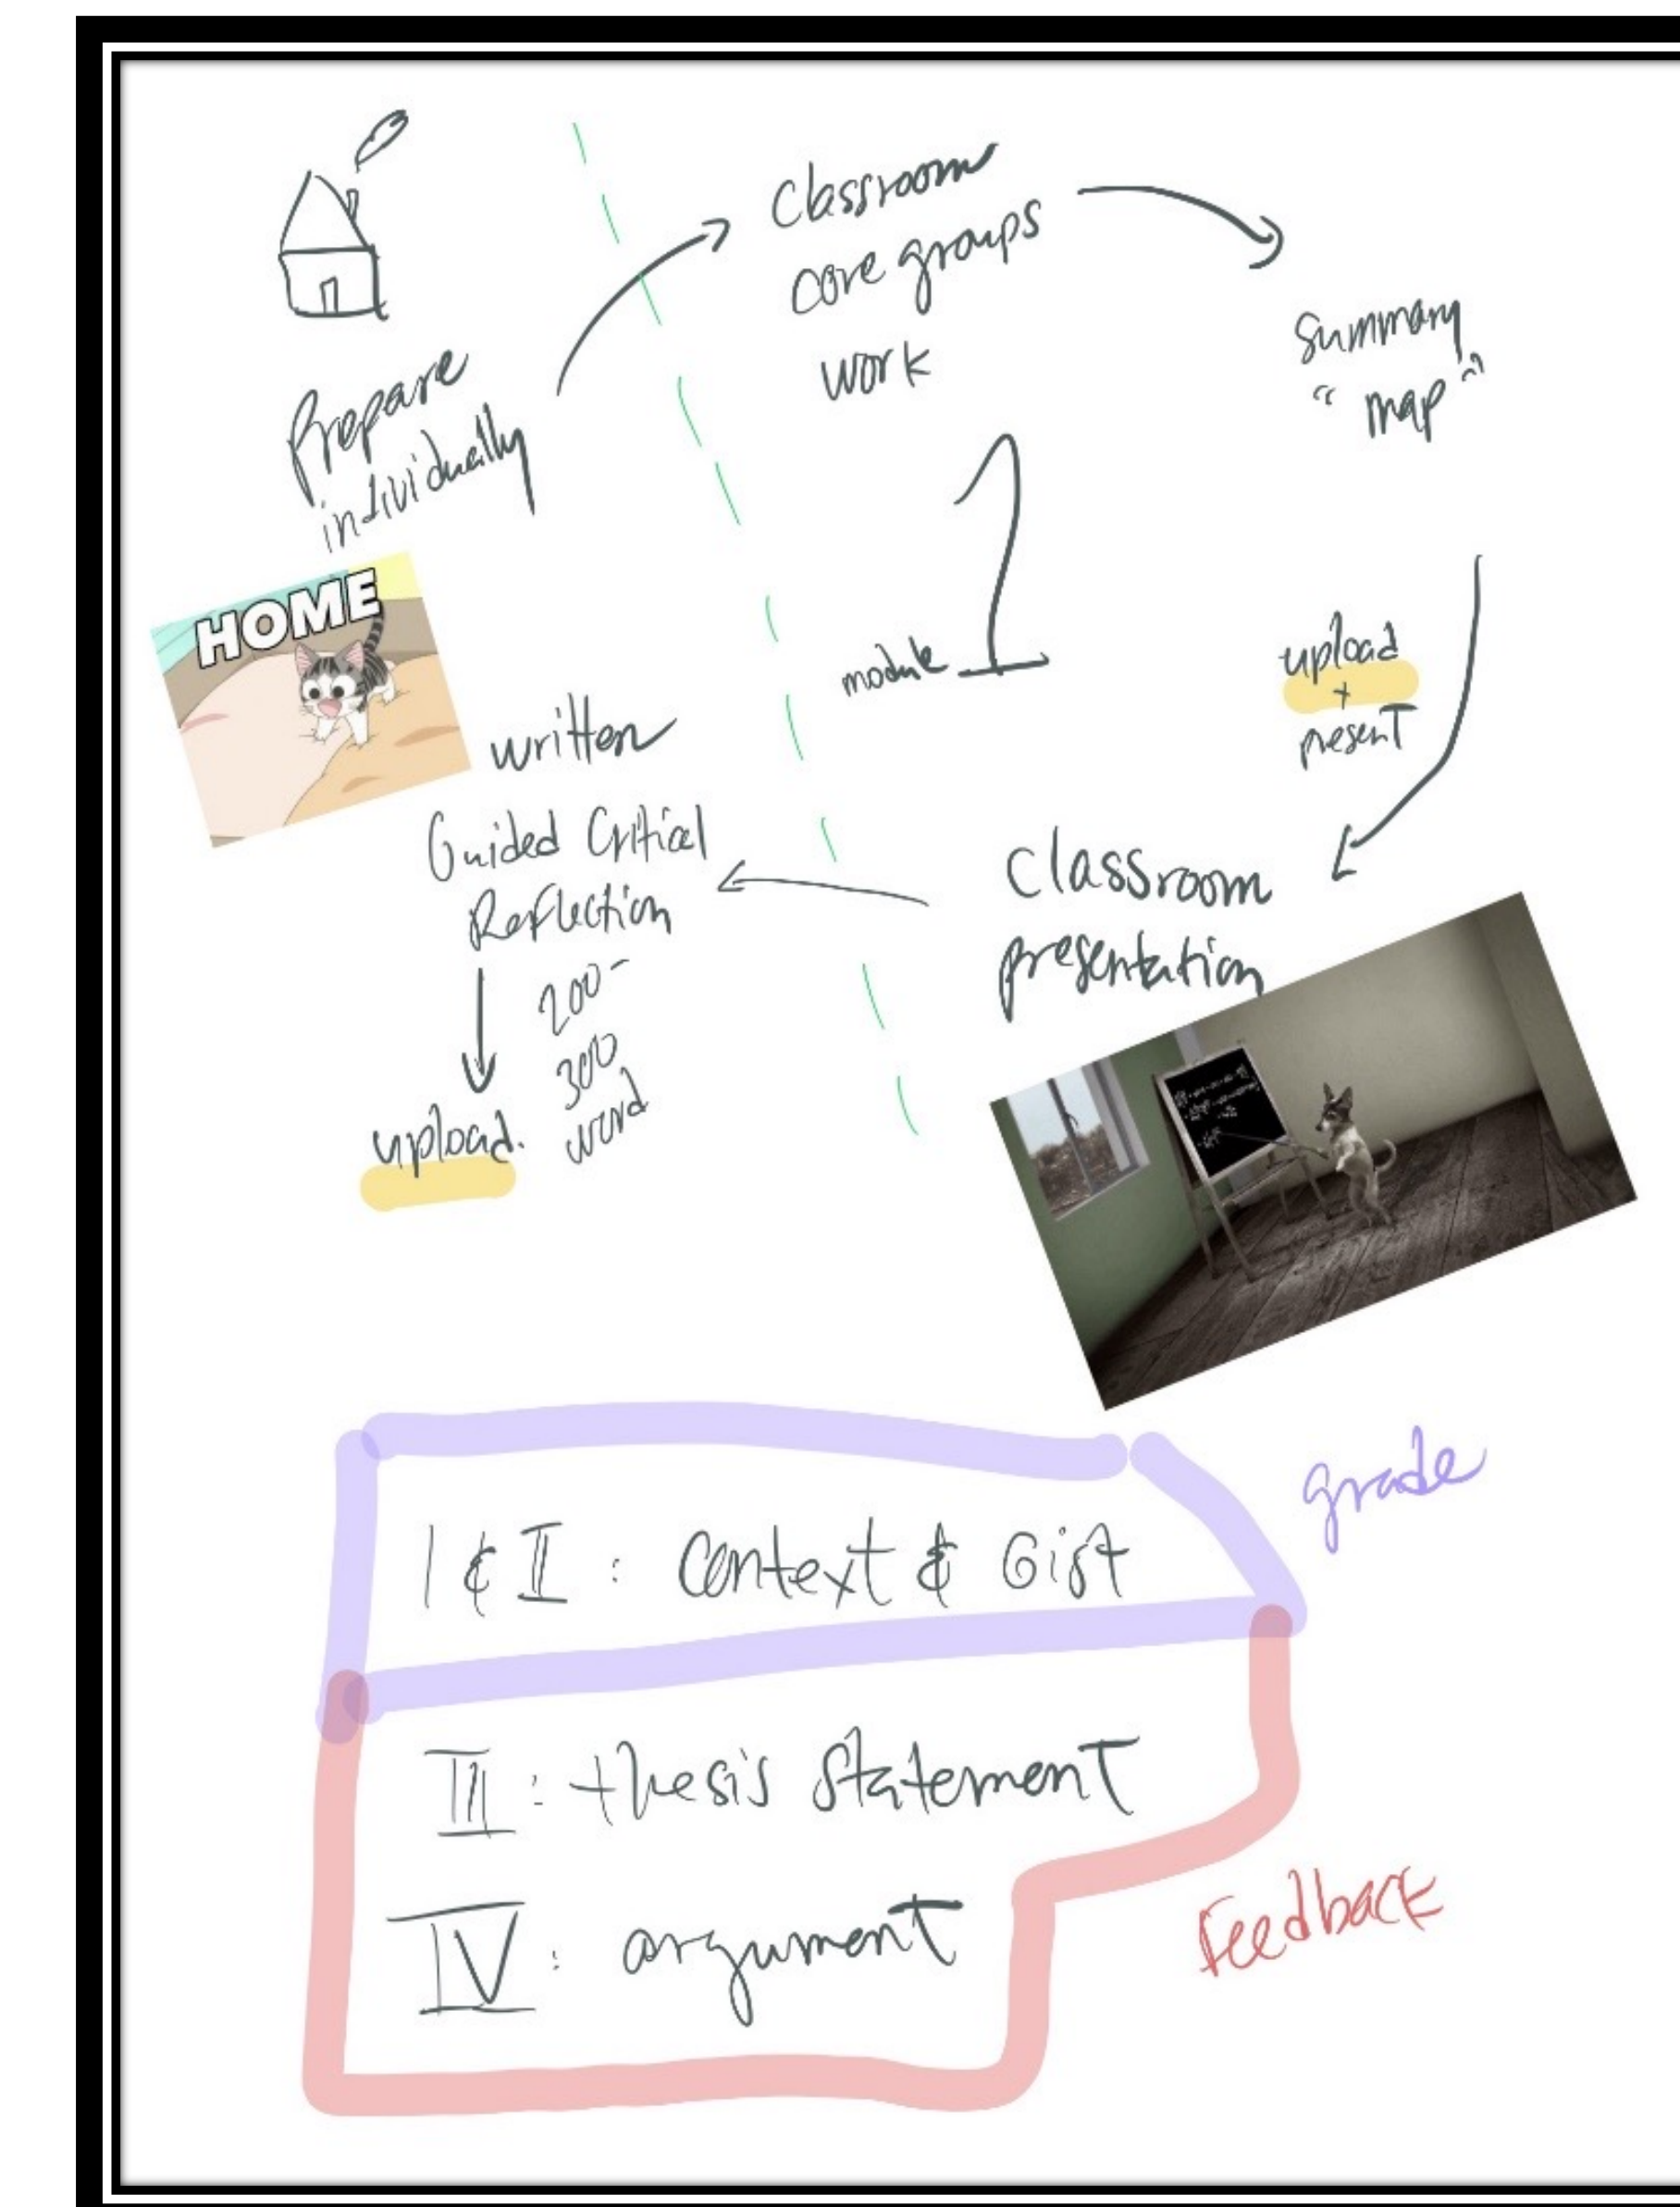 Classroom
core groups
work
Prepare
individually
summary
"map"
HOME
module 1
upload
+
present
written
Guided Critical
Reflection
200-
300
word
upload.
Classroom
presentation
grade
I & II : Context & Gist
III : thesis statement
IV : argument
Feedback